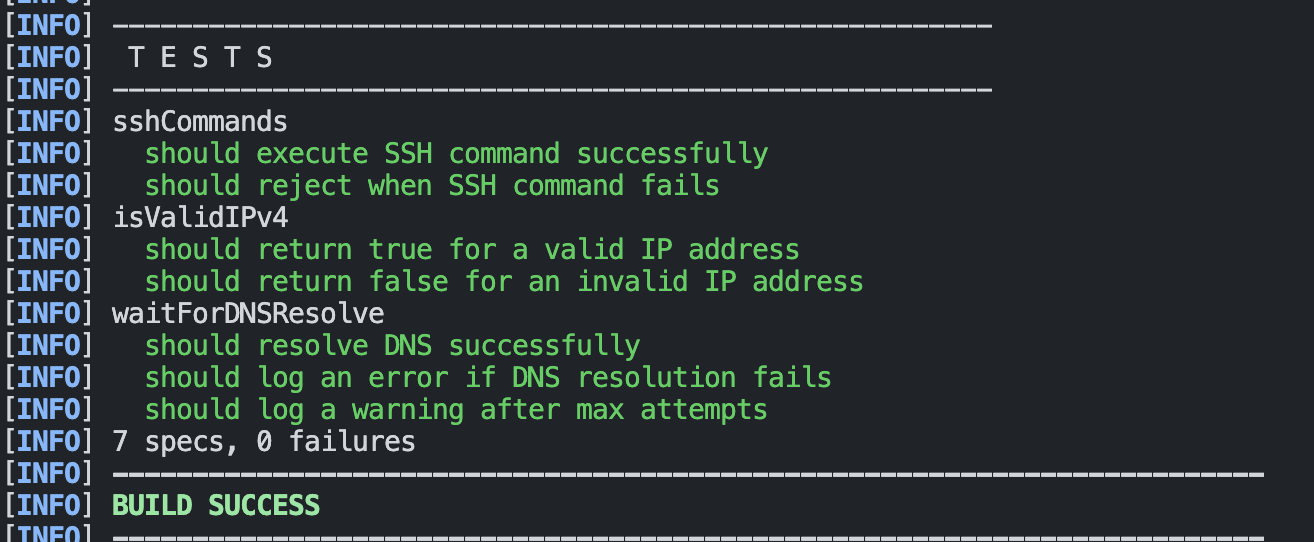 [INFO] -------------------------------------------------------
[INFO]  T E S T S
[INFO] -------------------------------------------------------
[INFO] sshCommands
[INFO]   should execute SSH command successfully
[INFO]   should reject when SSH command fails
[INFO] isValidIPv4
[INFO]   should return true for a valid IP address
[INFO]   should return false for an invalid IP address
[INFO] waitForDNSResolve
[INFO]   should resolve DNS successfully
[INFO]   should log an error if DNS resolution fails
[INFO]   should log a warning after max attempts
[INFO] 7 specs, 0 failures
[INFO] ------------------------------------------------------------------------
[INFO] BUILD SUCCESS
[INFO] ------------------------------------------------------------------------